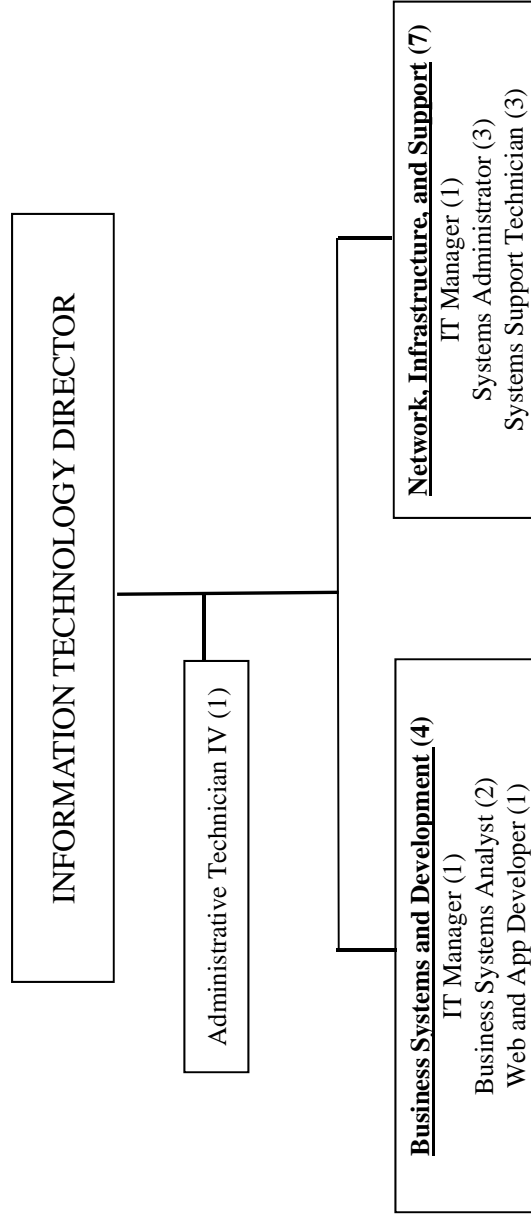 INFORMATION TECHNOLOGY DIRECTOR
Administrative Technician IV (1)
Business Systems and Development (4)
IT Manager (1)
Business Systems Analyst (2)
Web and App Developer (1)
Network, Infrastructure, and Support (7)
IT Manager (1)
Systems Administrator (3)
Systems Support Technician (3)